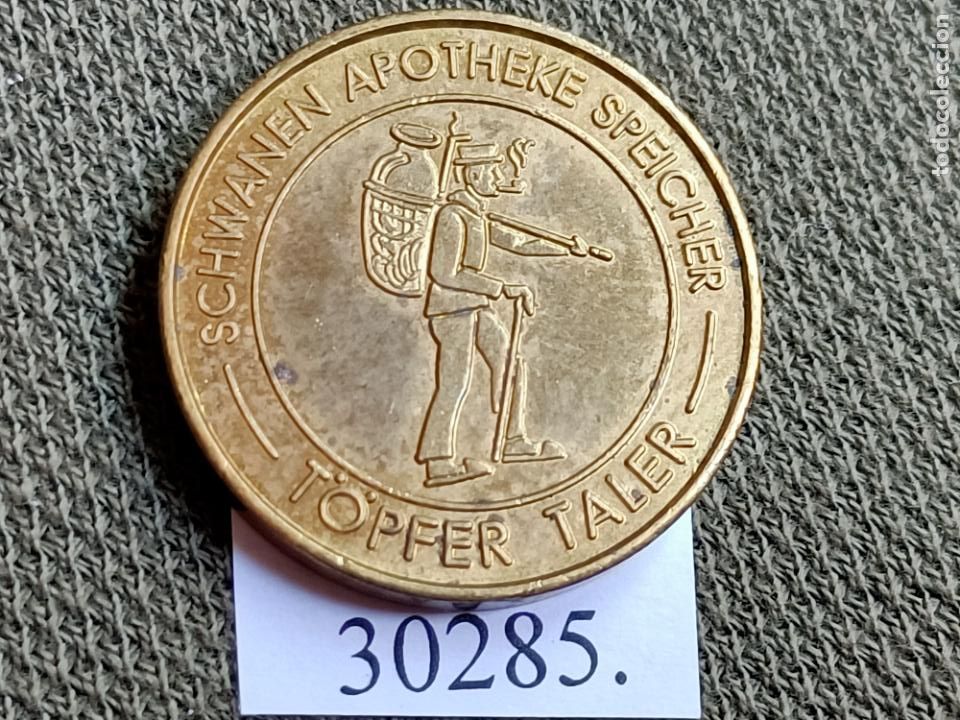 SCHWANEN APOTHEKE SPEICHER
TÖPFER TALER
30285.
todocoleccion